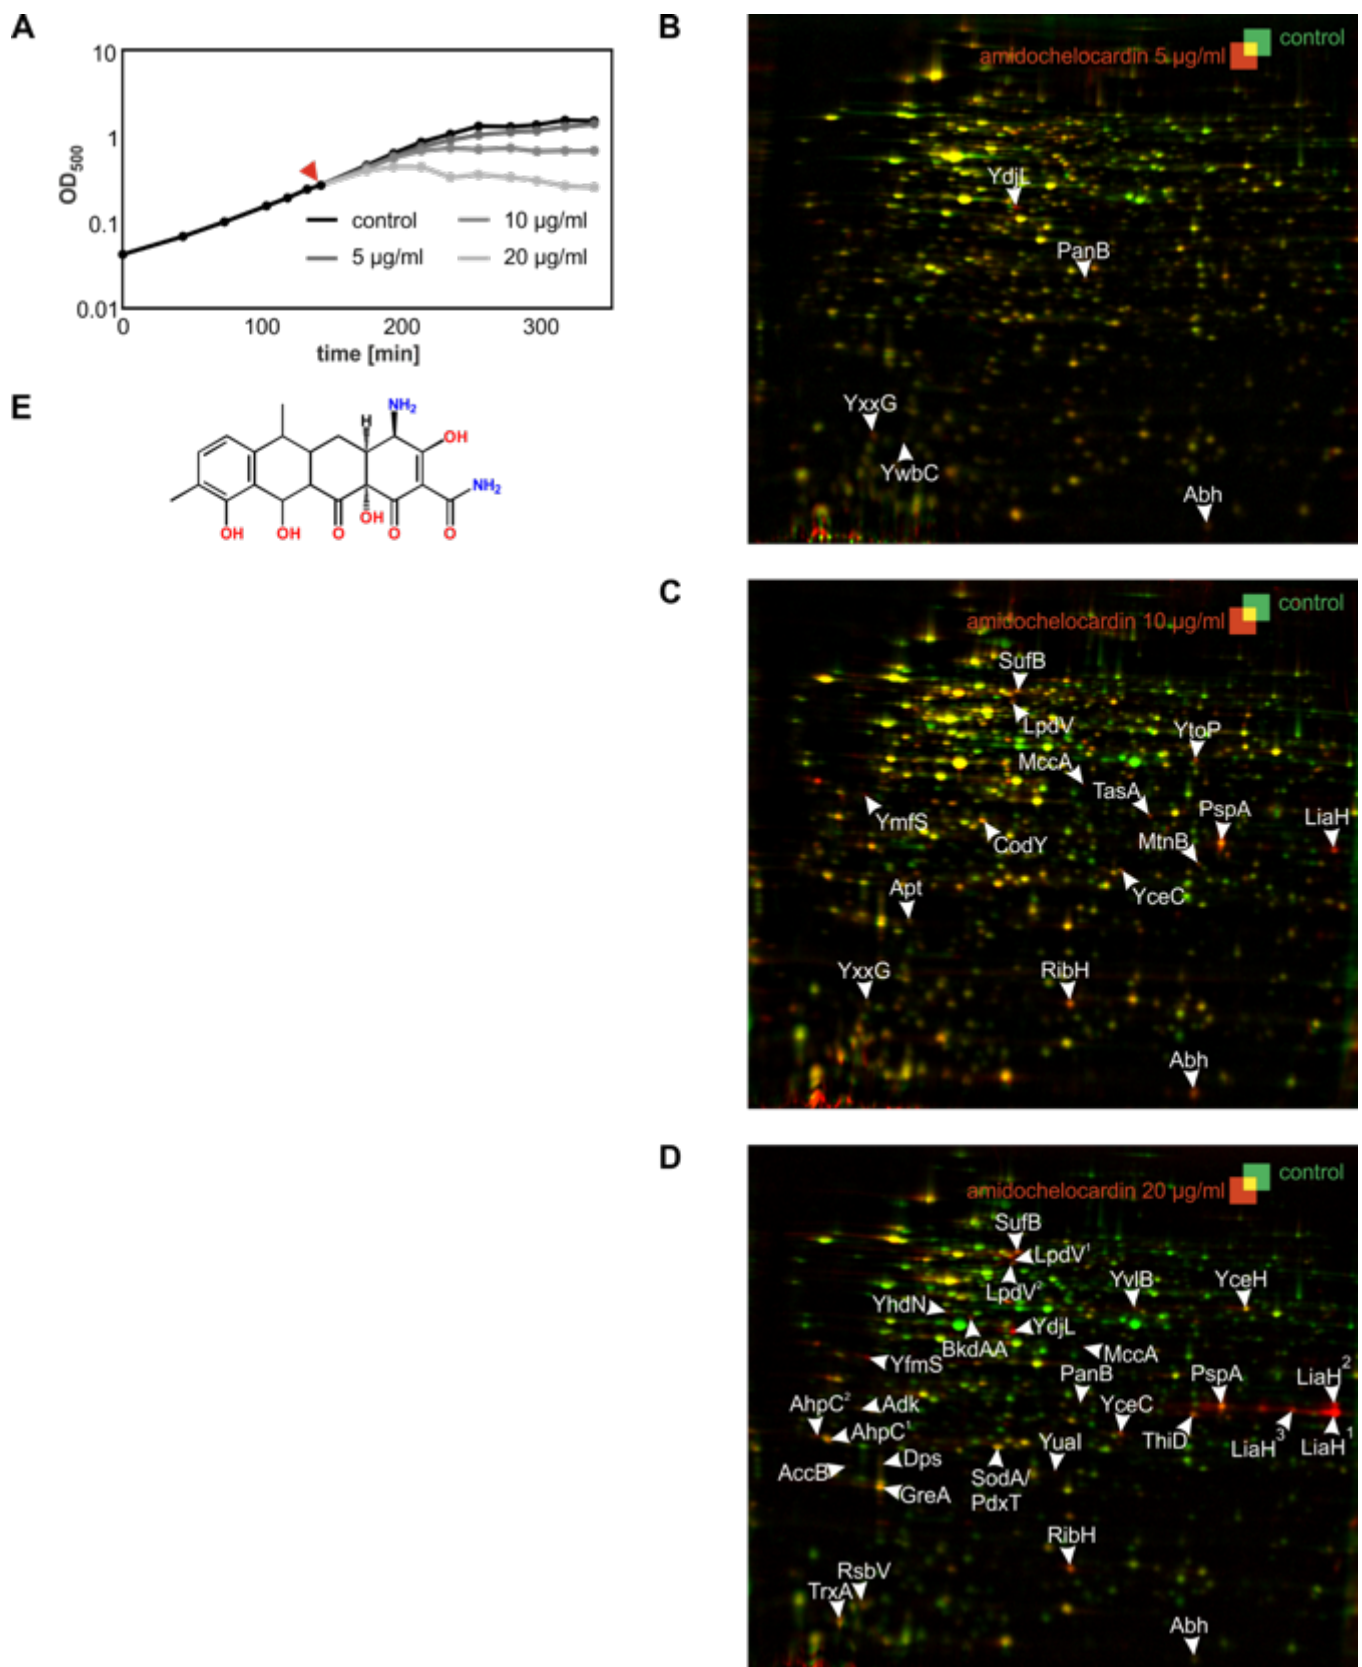 A
10
1
0.1
0.01
OD500
0
100
200
300
time [min]
control
5 µg/ml
10 µg/ml
20 µg/ml
E
NH2
H
OH
NH2
OH
OH
O
OH
O
O
B
control
amidochelocardin 5 µg/ml
YdjL
PanB
YxxG
YwbC
Abh
C
control
amidochelocardin 10 µg/ml
SufB
LpdV
YtoP
MccA
TasA
PspA
LiaH
YmfS
CodY
MtnB
Apt
YceC
YxxG
RibH
Abh
D
control
amidochelocardin 20 µg/ml
SufB
LpdV1
LpdV2
YvlB
YceH
YhdN
YdjL
BkdAA
MccA
YfmS
PanB
PspA
LiaH2
AhpC2
Adk
YceC
AhpC1
ThiD
LiaH3
LiaH1
Dps
Yual
AccB
SodA/
PdxT
GreA
RibH
RsbV
TrxA
Abh